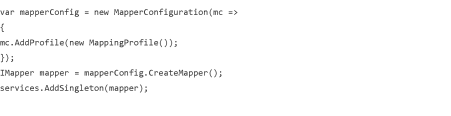 var mapperConfig = new MapperConfiguration(mc =>
{
mc.AddProfile(new MappingProfile());
});
IMapper mapper = mapperConfig.CreateMapper();
services.AddSingleton(mapper);